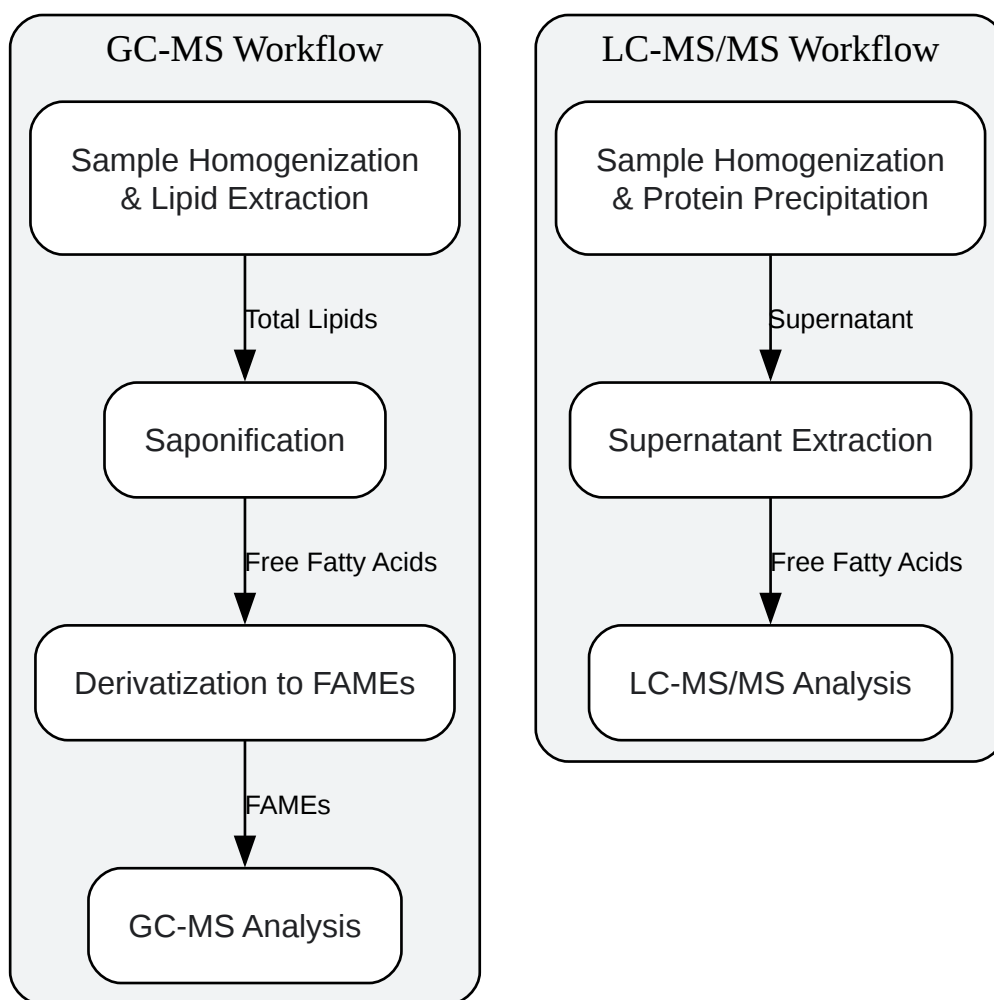 GC-MS Workflow
Sample Homogenization
& Lipid Extraction
Total Lipids
Saponification
Free Fatty Acids
Derivatization to FAMEs
FAMEs
GC-MS Analysis
LC-MS/MS Workflow
Sample Homogenization
& Protein Precipitation
Supernatant
Supernatant Extraction
Free Fatty Acids
LC-MS/MS Analysis